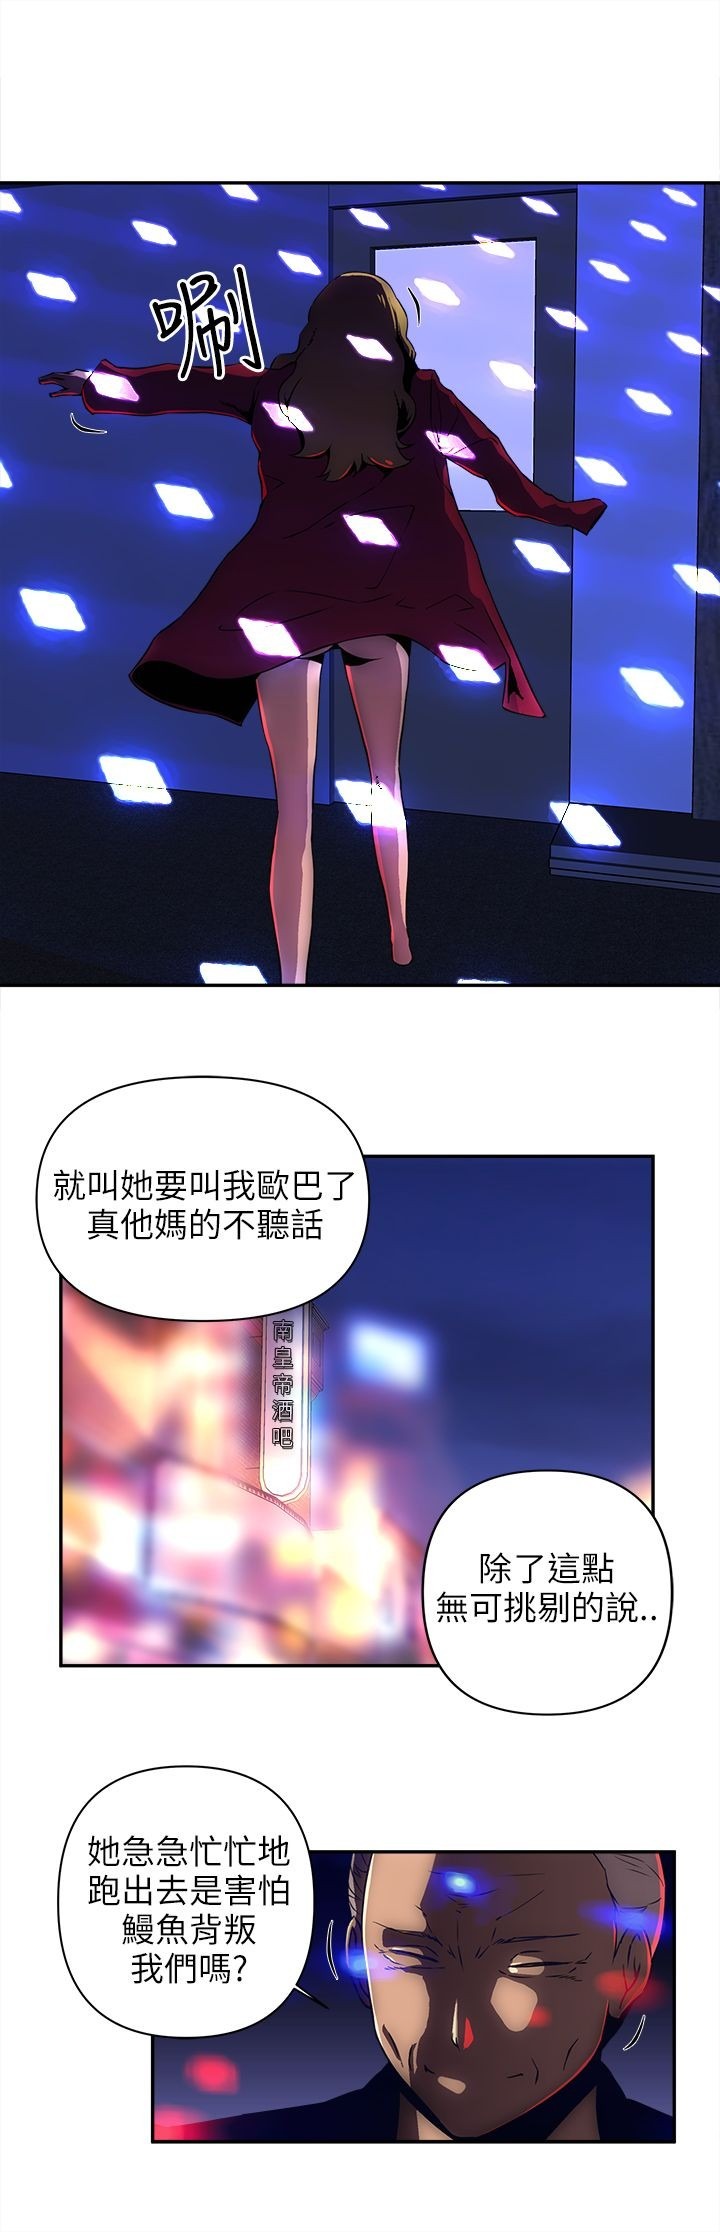 唰
就叫她要叫我歐巴了
真他媽的不聽話
南皇帝酒吧
除了這點
無可挑剔的說..
她急急忙忙地
跑出去是害怕
鰻魚背叛
我們嗎?